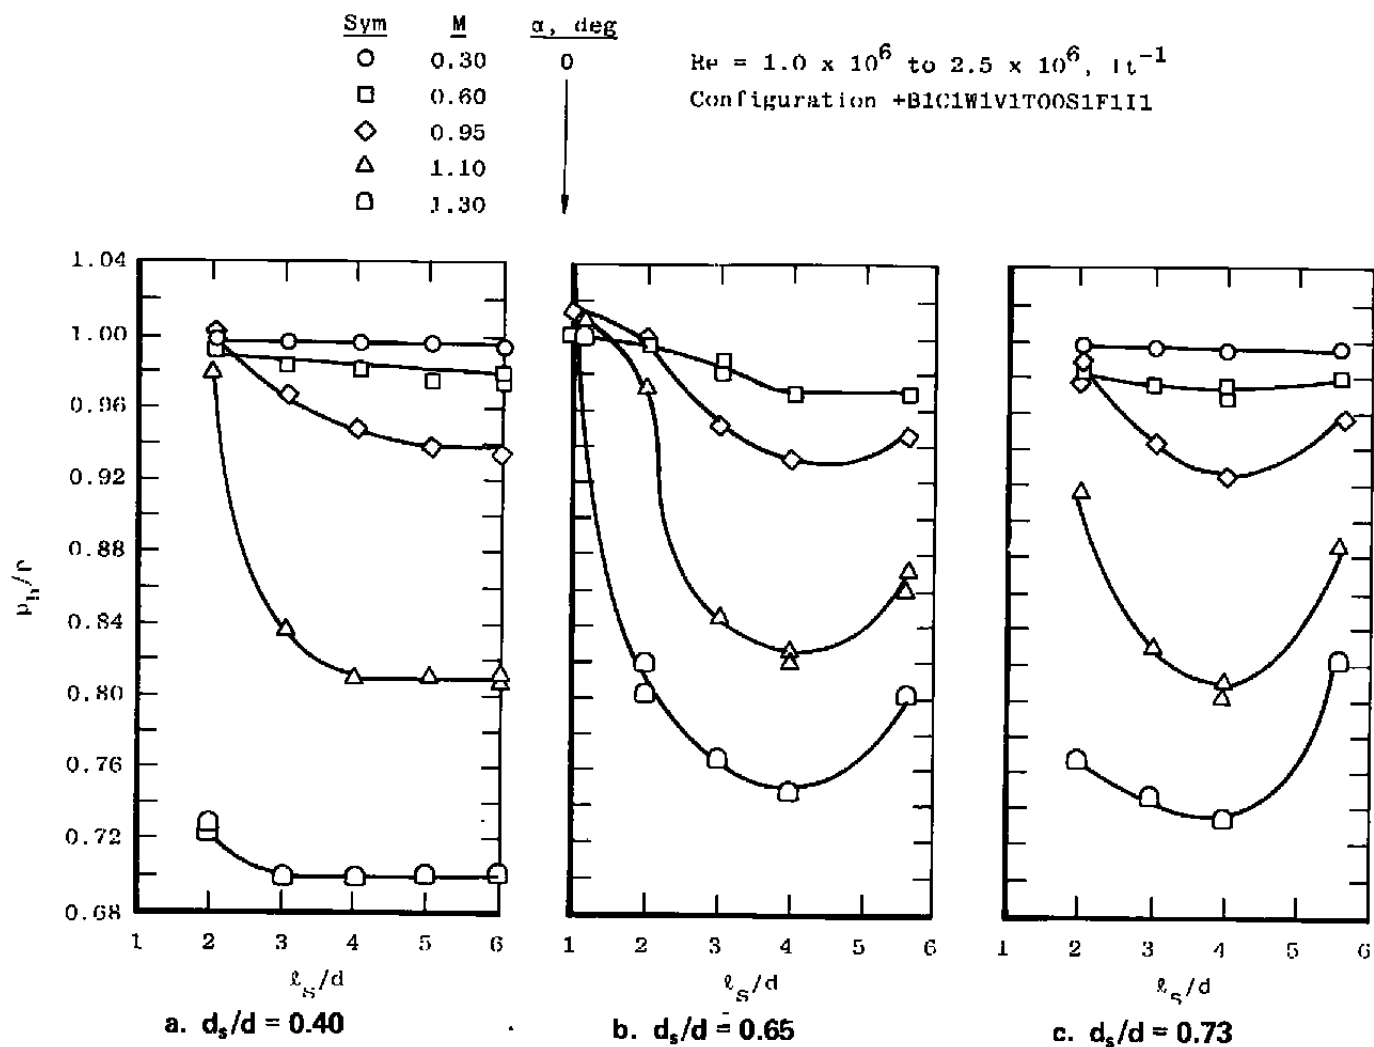 Sym M α, deg
0.30 0 Re = 1.0 x 10⁶ to 2.5 x 10⁶, ft⁻¹
0.60 Configuration +B1C1W1V1T00S1F1I1
0.95
1.10
1.30
1.04
1.00
0.96
0.92
0.88
0.84
0.80
0.76
0.72
0.68
1 2 3 4 5 6
1 2 3 4 5 6
1 2 3 4 5 6
ℓs/d
ℓs/d
ℓs/d
a. ds/d = 0.40
b. ds/d = 0.65
c. ds/d = 0.73